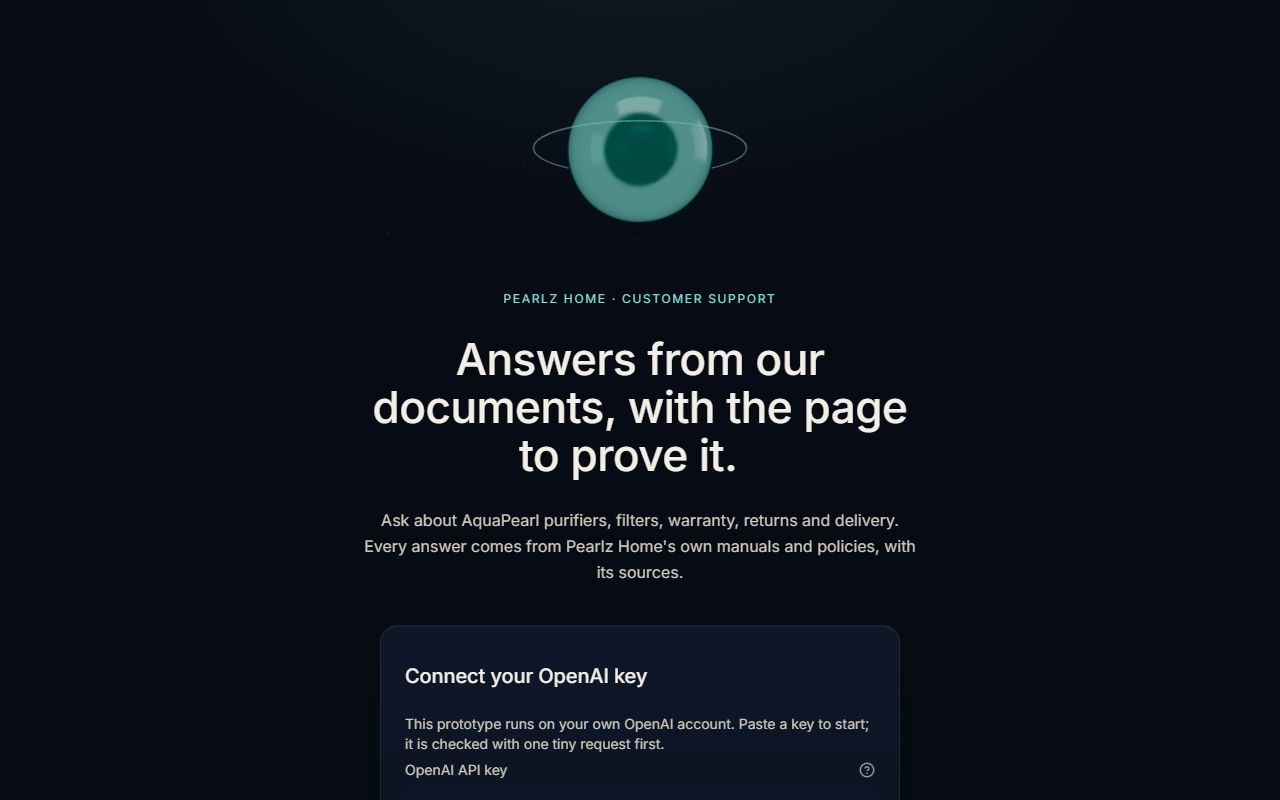 PEARLZ HOME · CUSTOMER SUPPORT
Answers from our
documents, with the page
to prove it.
Ask about AquaPearl purifiers, filters, warranty, returns and delivery.
Every answer comes from Pearlz Home's own manuals and policies, with
its sources.
Connect your OpenAI key
This prototype runs on your own OpenAI account. Paste a key to start;
it is checked with one tiny request first.
OpenAI API key